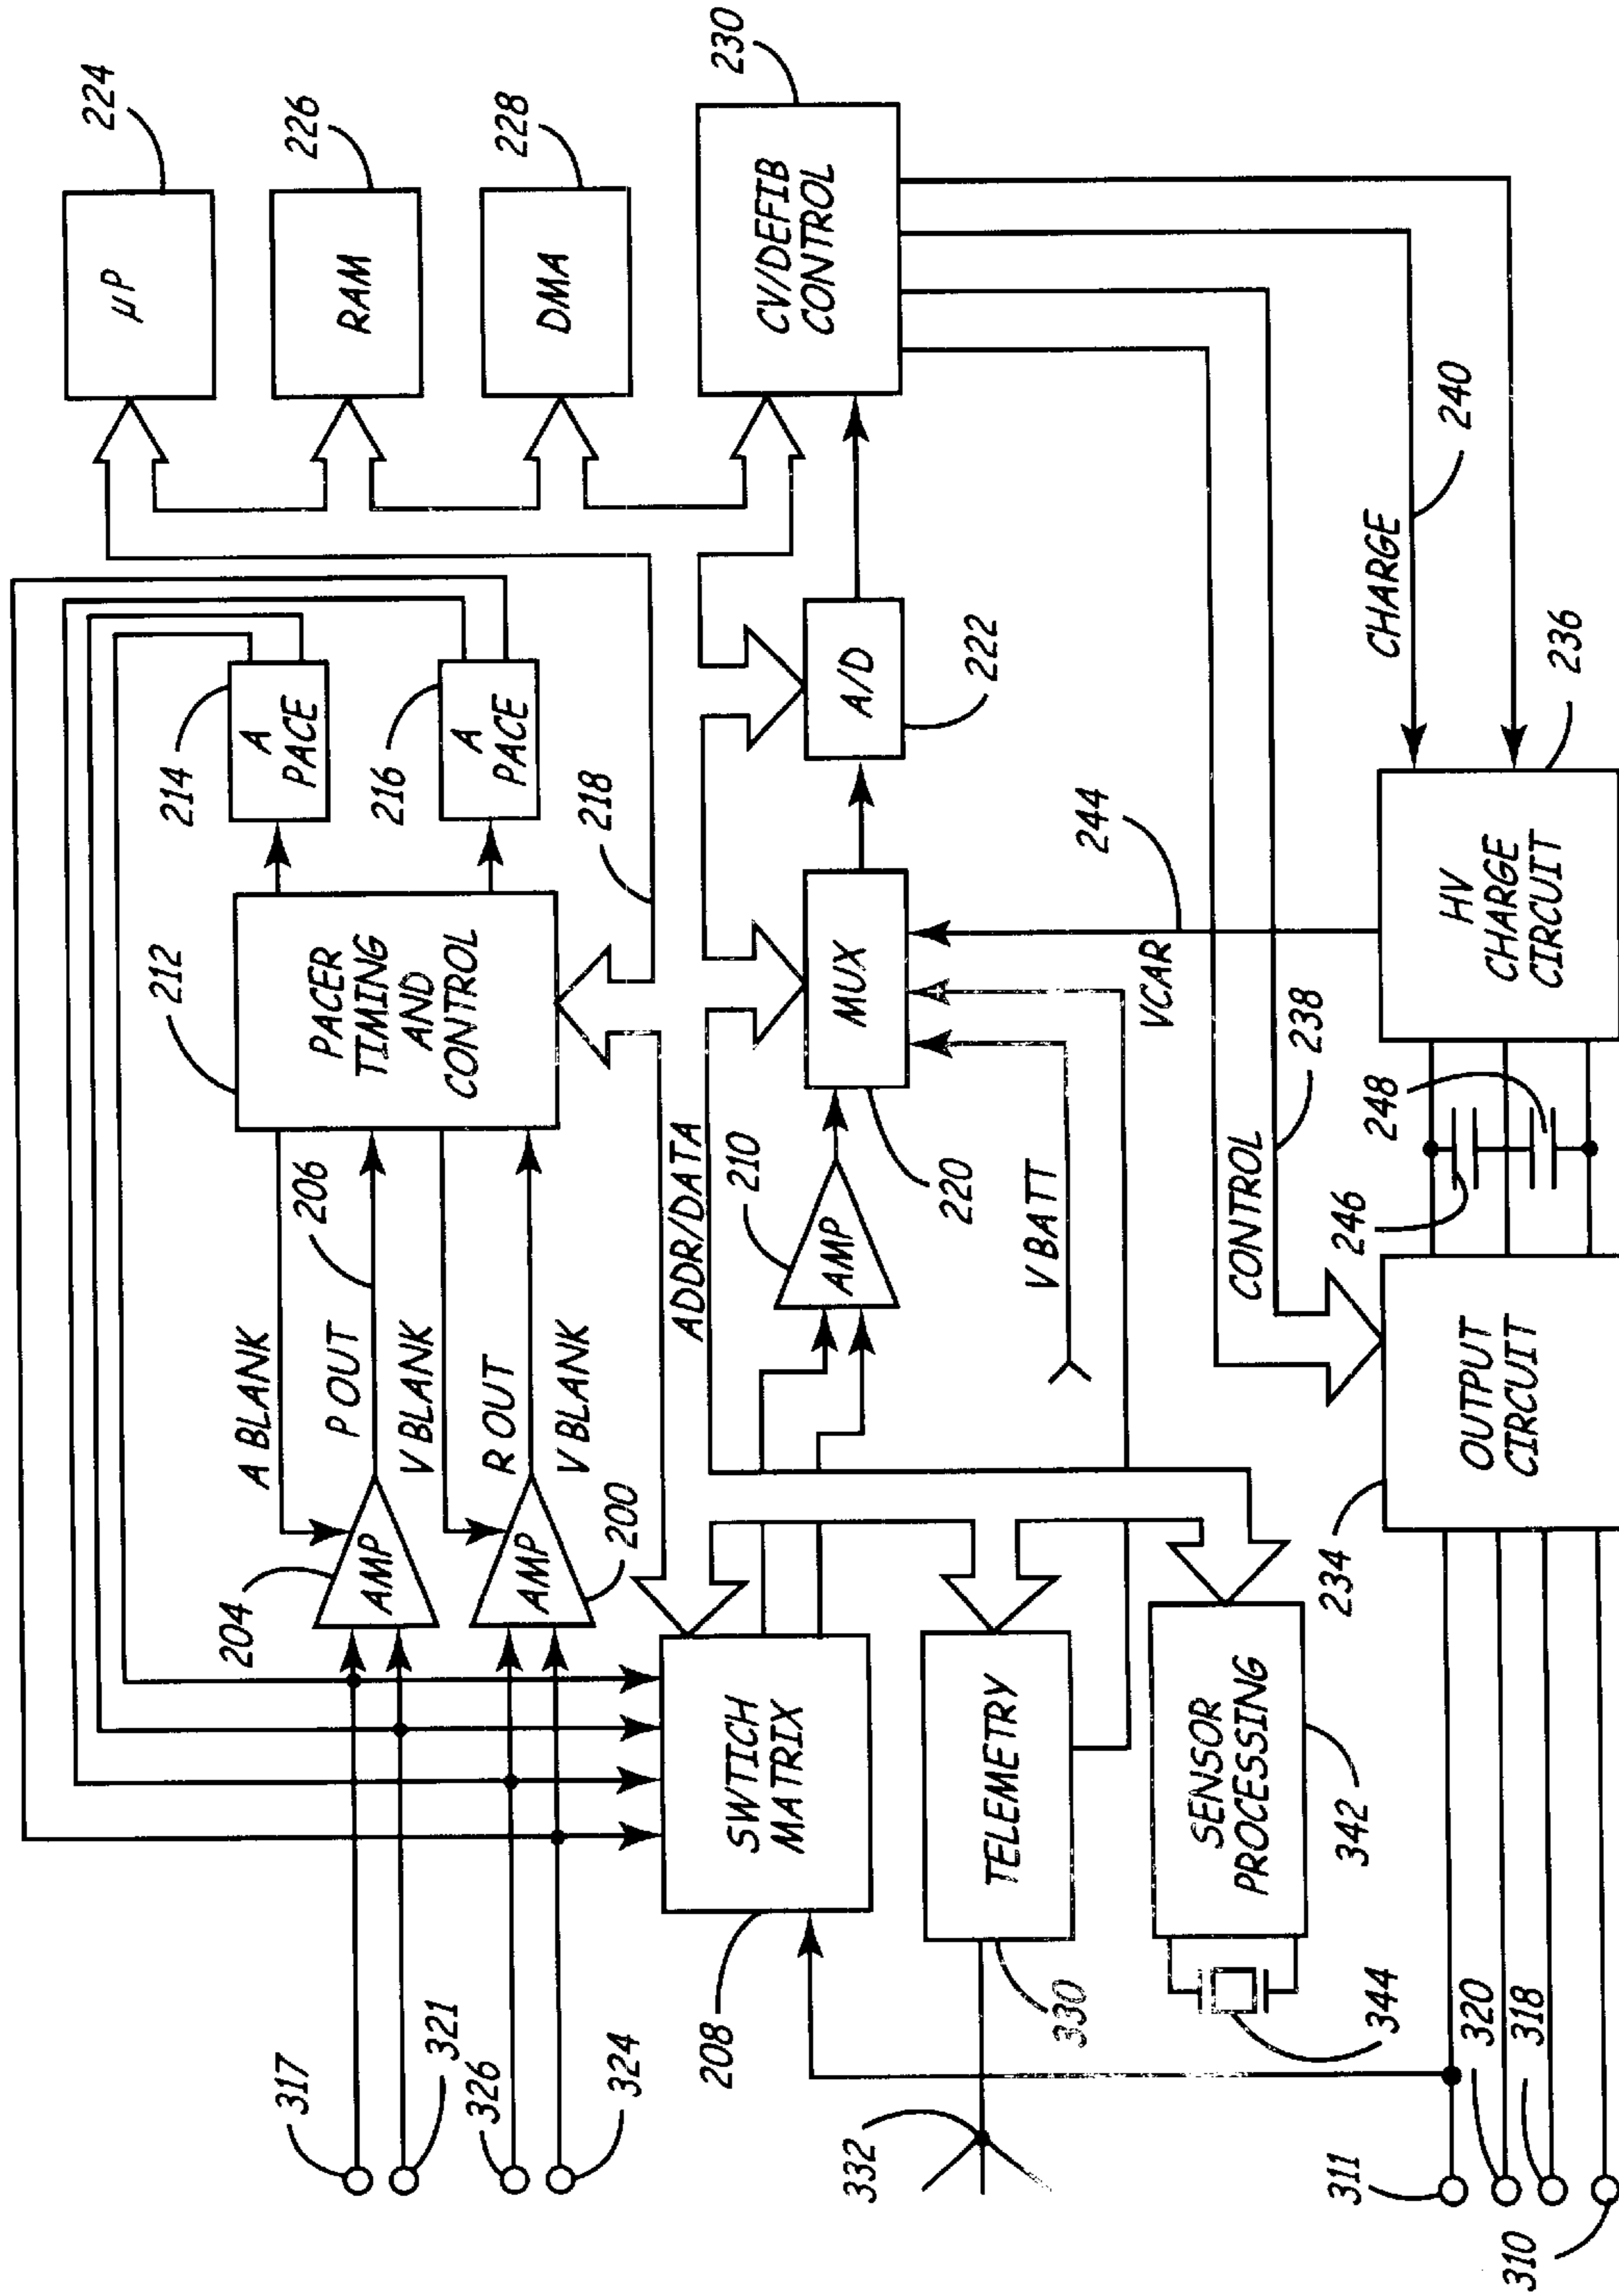 224
µP
226
RAM
228
DMA
230
CV/DEFIB
CONTROL
214
A
PACE
216
A
PACE
218
212
PACER
TIMING
AND
CONTROL
206
A BLANK
P OUT
V BLANK
R OUT
V BLANK
204
AMP
200
AMP
317
321
326
324
ADDR/DATA
222
A/D
220
MUX
210
AMP
V BATT
244
VCAR
208
SWTICH
MATRIX
TELEMETRY
330
332
SENSOR
PROCESSING
342
344
CONTROL
238
CHARGE
240
236
HV
CHARGE
CIRCUIT
246
248
OUTPUT
CIRCUIT
234
311
320
318
310